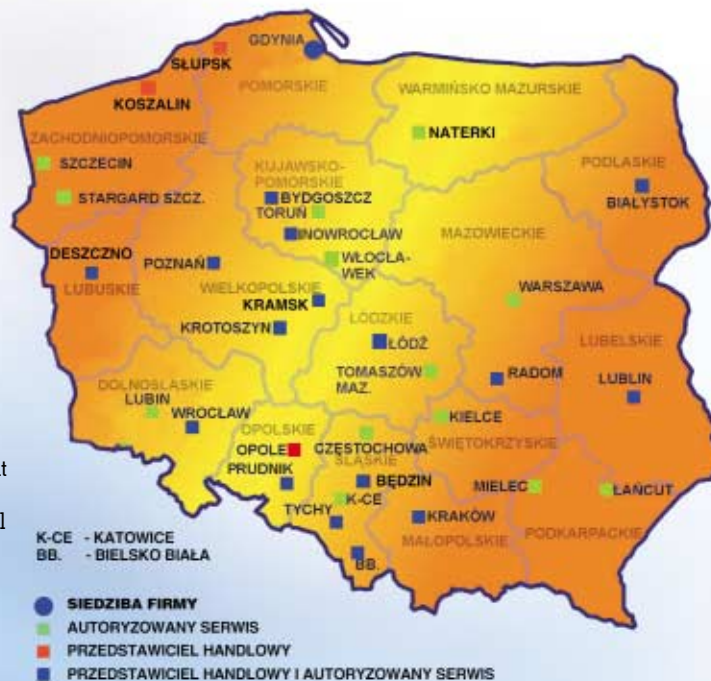 GDYNIA
SŁUPSK
POMORSKIE
WARMIŃSKO MAZURSKIE
KOSZALIN
NATERKI
ZACHODNIOPOMORSKIE
SZCZECIN
KUJAWSKO-
POMORSKIE
PODLASKIE
STARGARD SZCZ.
BYDGOSZCZ
TORUŃ
BIAŁYSTOK
INOWROCŁAW
MAZOWIECKIE
DESZCZNO
POZNAŃ
WŁOCŁA-
WEK
LUBUSKIE
WIELKOPOLSKIE
WARSZAWA
KRAMSK
ŁÓDZKIE
KROTOSZYN
ŁÓDŹ
LUBELSKIE
TOMASZÓW
MAZ.
RADOM
LUBLIN
DOLNOŚLĄSKIE
LUBIN
WROCŁAW
KIELCE
OPOLSKIE
CZĘSTOCHOWA
ŚWIĘTOKRZYSKIE
OPOLE
ŚLĄSKIE
PRUDNIK
BĘDZIN
MIELEC
ŁAŃCUT
K-CE
TYCHY
KRAKÓW
PODKARPACKIE
MAŁOPOLSKIE
BB.
K-CE - KATOWICE
BB. - BIELSKO BIAŁA
SIEDZIBA FIRMY
AUTORYZOWANY SERWIS
PRZEDSTAWICIEL HANDLOWY
PRZEDSTAWICIEL HANDLOWY I AUTORYZOWANY SERWIS